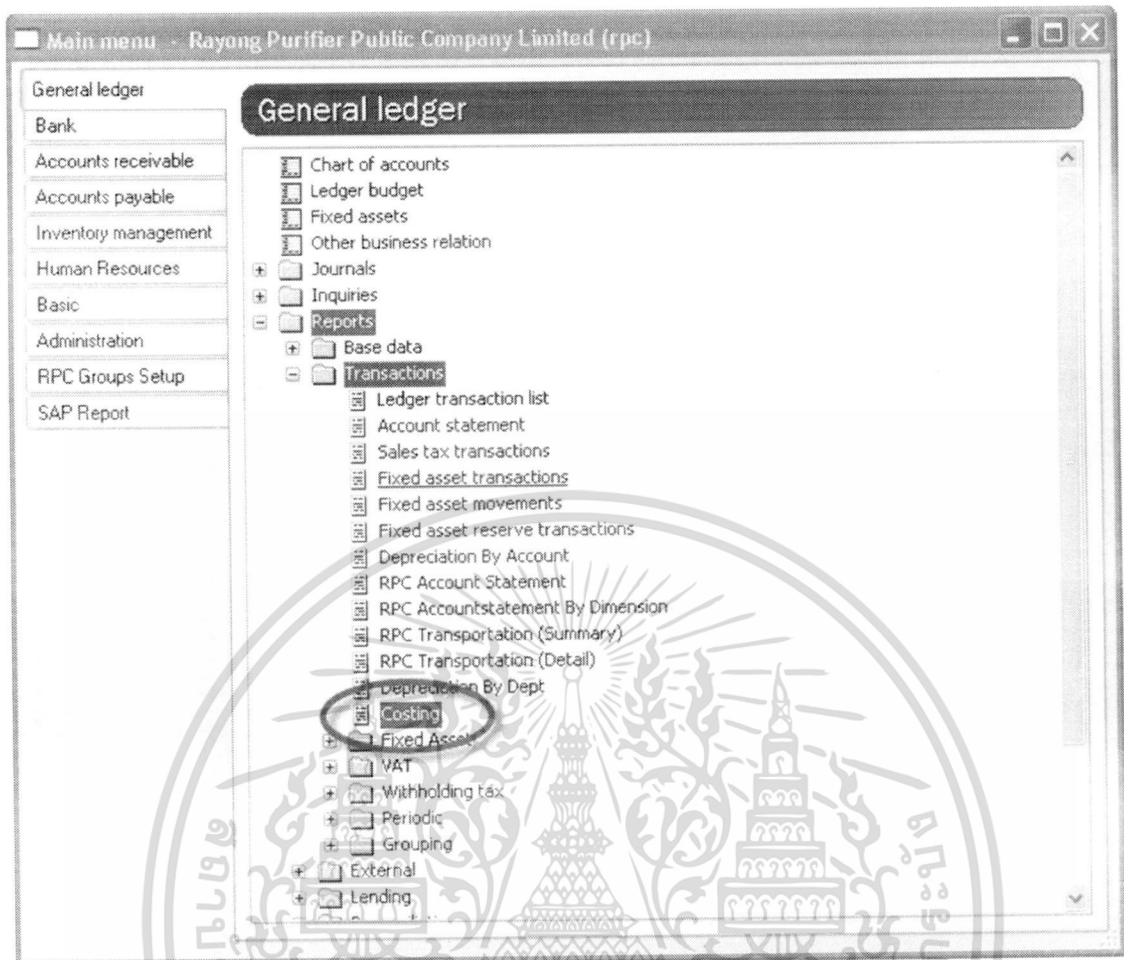 Main menu - Rayong Purifier Public Company Limited (rpc)
General ledger
Bank
Accounts receivable
Accounts payable
Inventory management
Human Resources
Basic
Administration
RPC Groups Setup
SAP Report
General ledger
Chart of accounts
Ledger budget
Fixed assets
Other business relation
Journals
Inquiries
Reports
Base data
Transactions
Ledger transaction list
Account statement
Sales tax transactions
Fixed asset transactions
Fixed asset movements
Fixed asset reserve transactions
Depreciation By Account
RPC Account Statement
RPC Accountstatement By Dimension
RPC Transportation (Summary)
RPC Transportation (Detail)
Depreciation By Dept
Costing
Fixed Asset
VAT
Withholding tax
Periodic
Grouping
External
Lending